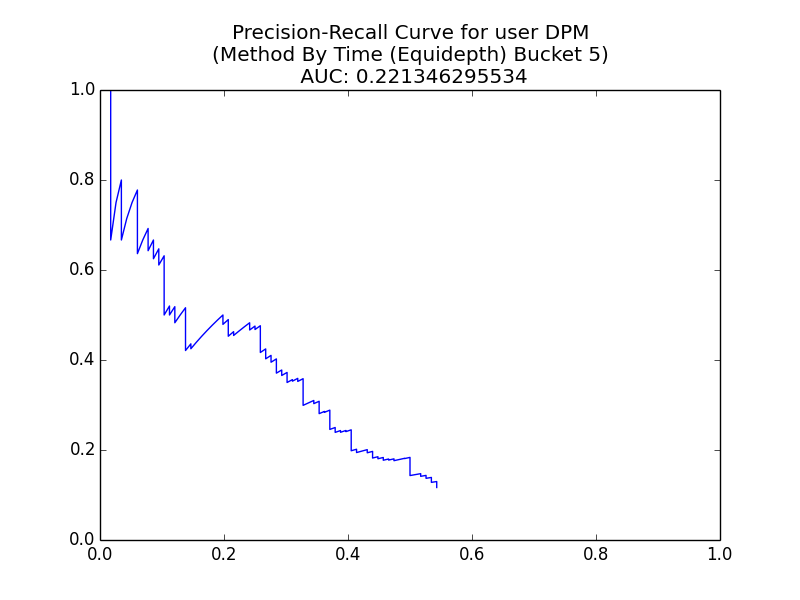 Precision-Recall Curve for user DPM
(Method By Time (Equidepth) Bucket 5)
AUC: 0.221346295534
1.0
0.8
0.6
0.4
0.2
0.0
0.0 0.2 0.4 0.6 0.8 1.0